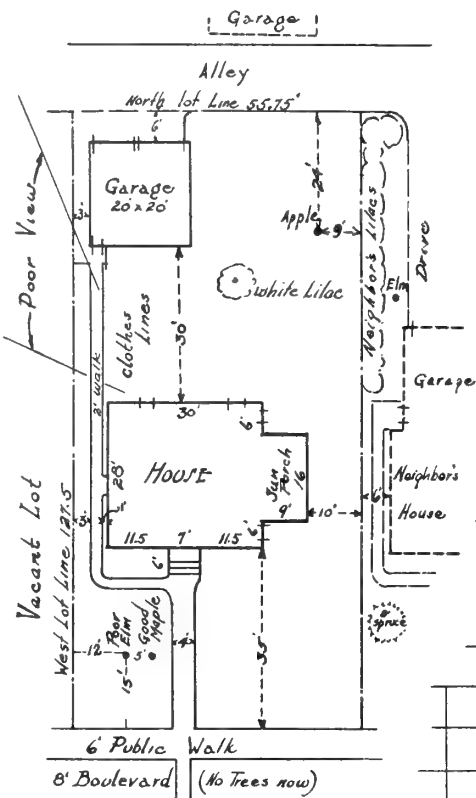 Garage
Alley
North lot Line 55.75'
6'
Garage
20' x 20'
3'
24'
Apple
9'
Neighbor's Lilacs
Drive
Elm
Poor View
White Lilac
Clothes
Lines
30'
2' walk
Garage
30'
6'
HOUSE
28'
Sun
Porch
16
9'
10'
6'
Neighbor's
House
3'
1'
11.5
7'
11.5
6'
6'
Vacant Lot
West Lot Line 127.5
8'
spruce
Poor
Elm
Good
Maple
12'
5'
15'
4'
35'
6' Public Walk
8' Boulevard (No Trees now)